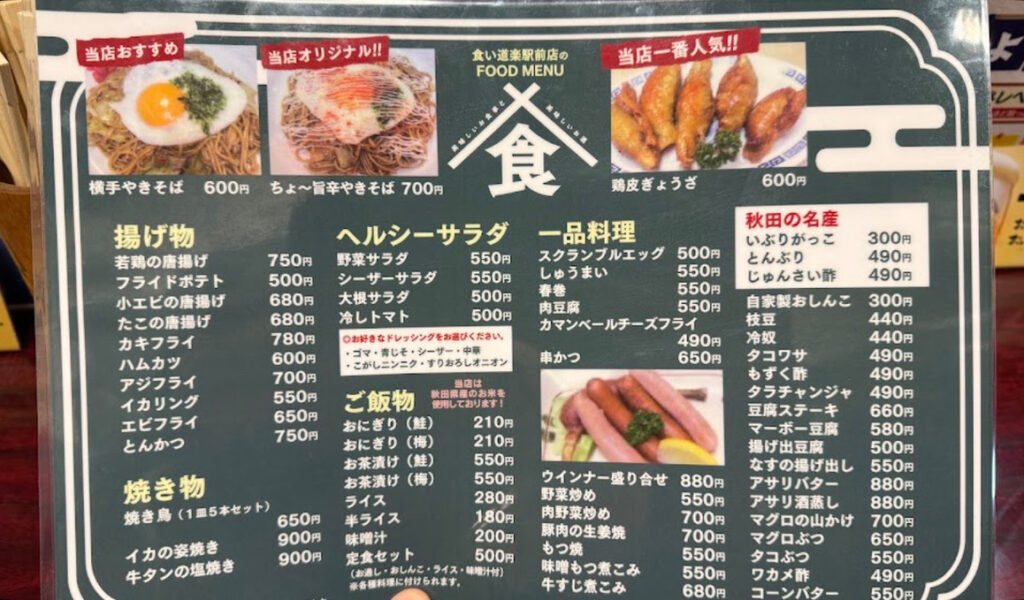 当店おすすめ
横手やきそば 600円
当店オリジナル!!
ちょ〜旨辛やきそば 700円
食い道楽駅前店の
FOOD MENU
美味しいお食事と
美味しいお酒
食
当店一番人気!!
鶏皮ぎょうざ 600円
揚げ物
若鶏の唐揚げ 750円
フライドポテト 500円
小エビの唐揚げ 680円
たこの唐揚げ 680円
カキフライ 780円
ハムカツ 600円
アジフライ 700円
イカリング 550円
エビフライ 650円
とんかつ 750円
焼き物
焼き鳥(1皿5本セット)
650円
イカの姿焼き 900円
牛タンの塩焼き 900円
ヘルシーサラダ
野菜サラダ 550円
シーザーサラダ 550円
大根サラダ 500円
冷しトマト 500円
◎お好きなドレッシングをお選びください。
・ゴマ・青じそ・シーザー・中華
・こがしニンニク・すりおろしオニオン
ご飯物
当店は
秋田県産のお米を
使用しております!
おにぎり(鮭) 210円
おにぎり(梅) 210円
お茶漬け(鮭) 550円
お茶漬け(梅) 550円
ライス 280円
半ライス 180円
味噌汁 200円
定食セット 500円
(お通し・おしんこ・ライス・味噌汁付)
※各種料理に付けられます。
一品料理
スクランブルエッグ 500円
しゅうまい 550円
春巻 550円
肉豆腐 550円
カマンベールチーズフライ
490円
串かつ 650円
ウインナー盛り合せ 880円
野菜炒め 550円
肉野菜炒め 700円
豚肉の生姜焼 700円
もつ焼 550円
味噌もつ煮こみ 550円
牛すじ煮こみ 680円
秋田の名産
いぶりがっこ 300円
とんぶり 490円
じゅんさい酢 490円
自家製おしんこ 300円
枝豆 440円
冷奴 440円
タコワサ 490円
もずく酢 490円
タラチャンジャ 490円
豆腐ステーキ 660円
マーボー豆腐 580円
揚げ出豆腐 500円
なすの揚げ出し 550円
アサリバター 880円
アサリ酒蒸し 880円
マグロの山かけ 700円
マグロぶつ 650円
タコぶつ 550円
ワカメ酢 490円
コーンバター 550円